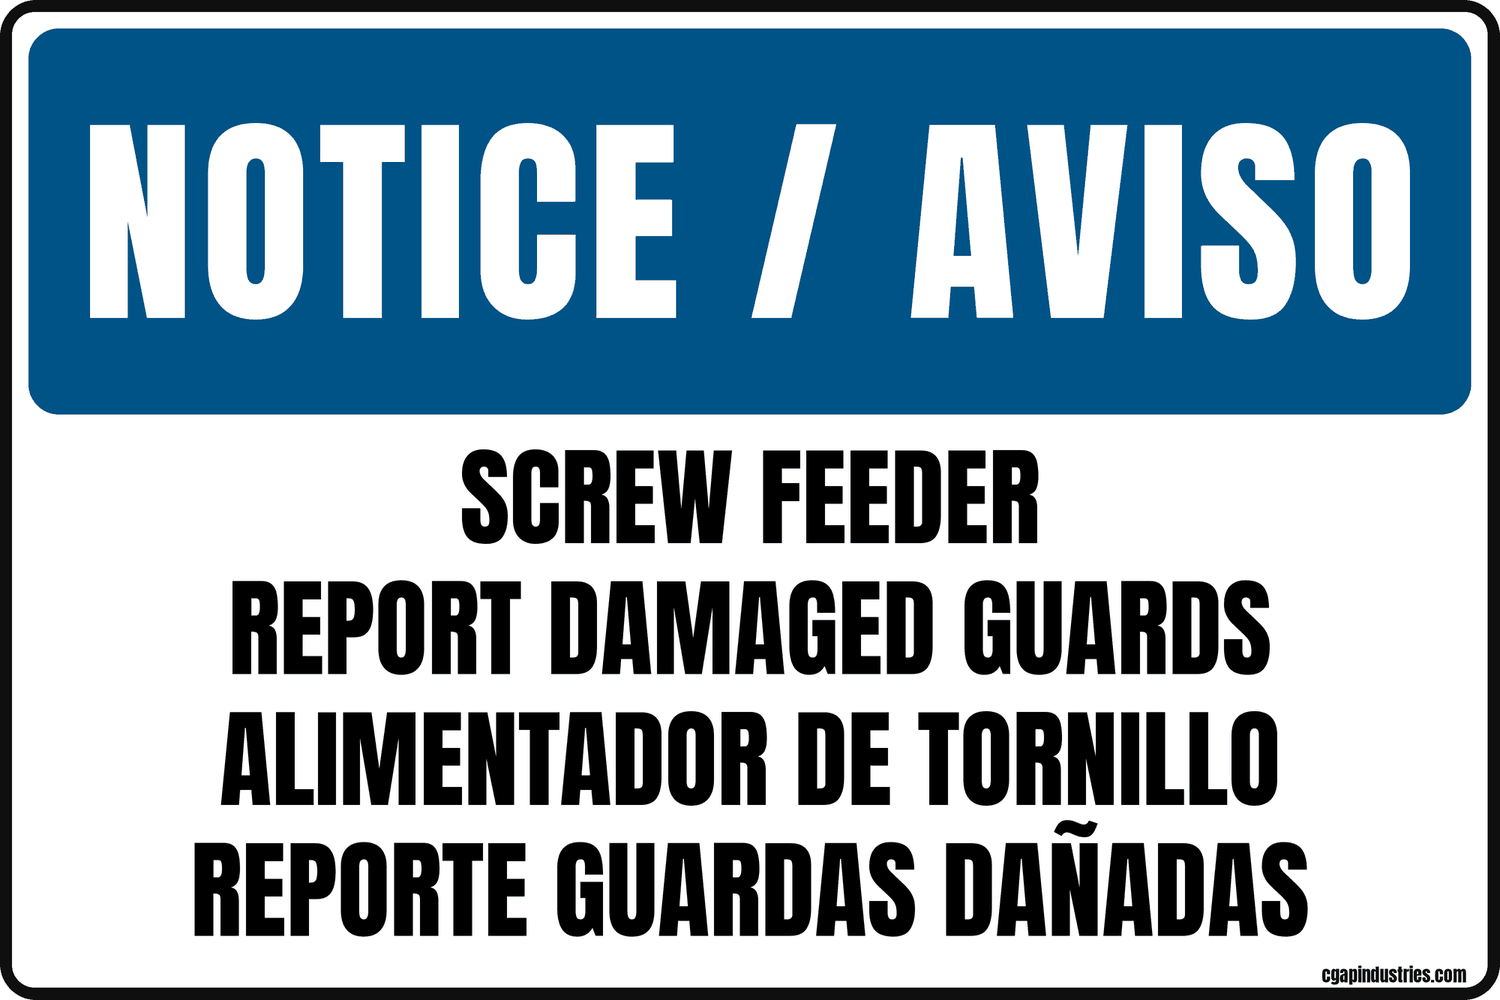 NOTICE / AVISO
SCREW FEEDER
REPORT DAMAGED GUARDS
ALIMENTADOR DE TORNILLO
REPORTE GUARDAS DAÑADAS
cgapindustries.com